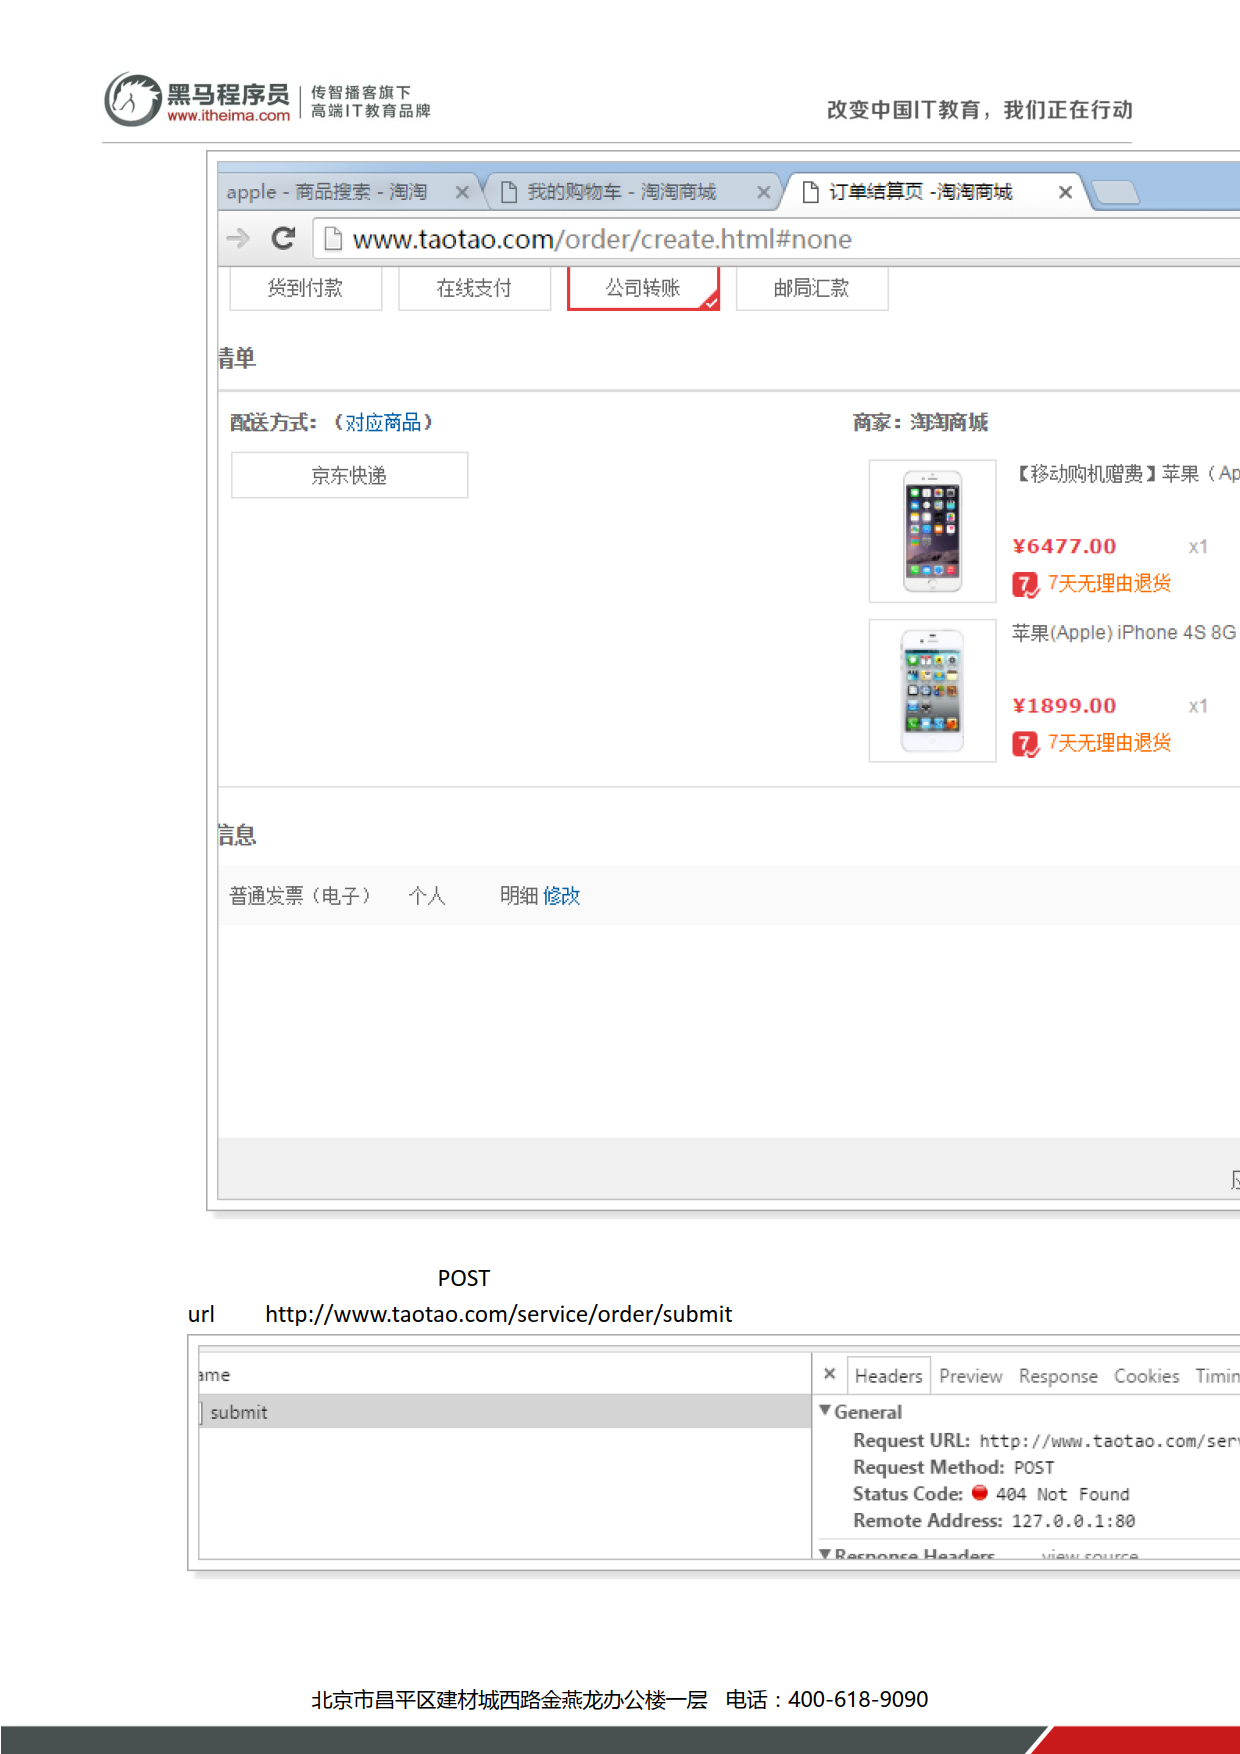 黑马程序员
www.itheima.com
传智播客旗下
高端IT教育品牌
改变中国IT教育，我们正在行动
apple - 商品搜索 - 淘淘
我的购物车 - 淘淘商城
订单结算页 -淘淘商城
www.taotao.com/order/create.html#none
货到付款
在线支付
公司转账
邮局汇款
清单
配送方式：（对应商品）
商家：淘淘商城
京东快递
【移动购机赠费】苹果（Ap
¥6477.00 x1
7 7天无理由退货
苹果(Apple) iPhone 4S 8G
¥1899.00 x1
7 7天无理由退货
信息
普通发票（电子） 个人 明细 修改
POST
url http://www.taotao.com/service/order/submit
ame
submit
Headers Preview Response Cookies Timin
General
Request URL: http://www.taotao.com/serv
Request Method: POST
Status Code: 404 Not Found
Remote Address: 127.0.0.1:80
Response Headers view source
北京市昌平区建材城西路金燕龙办公楼一层 电话：400-618-9090